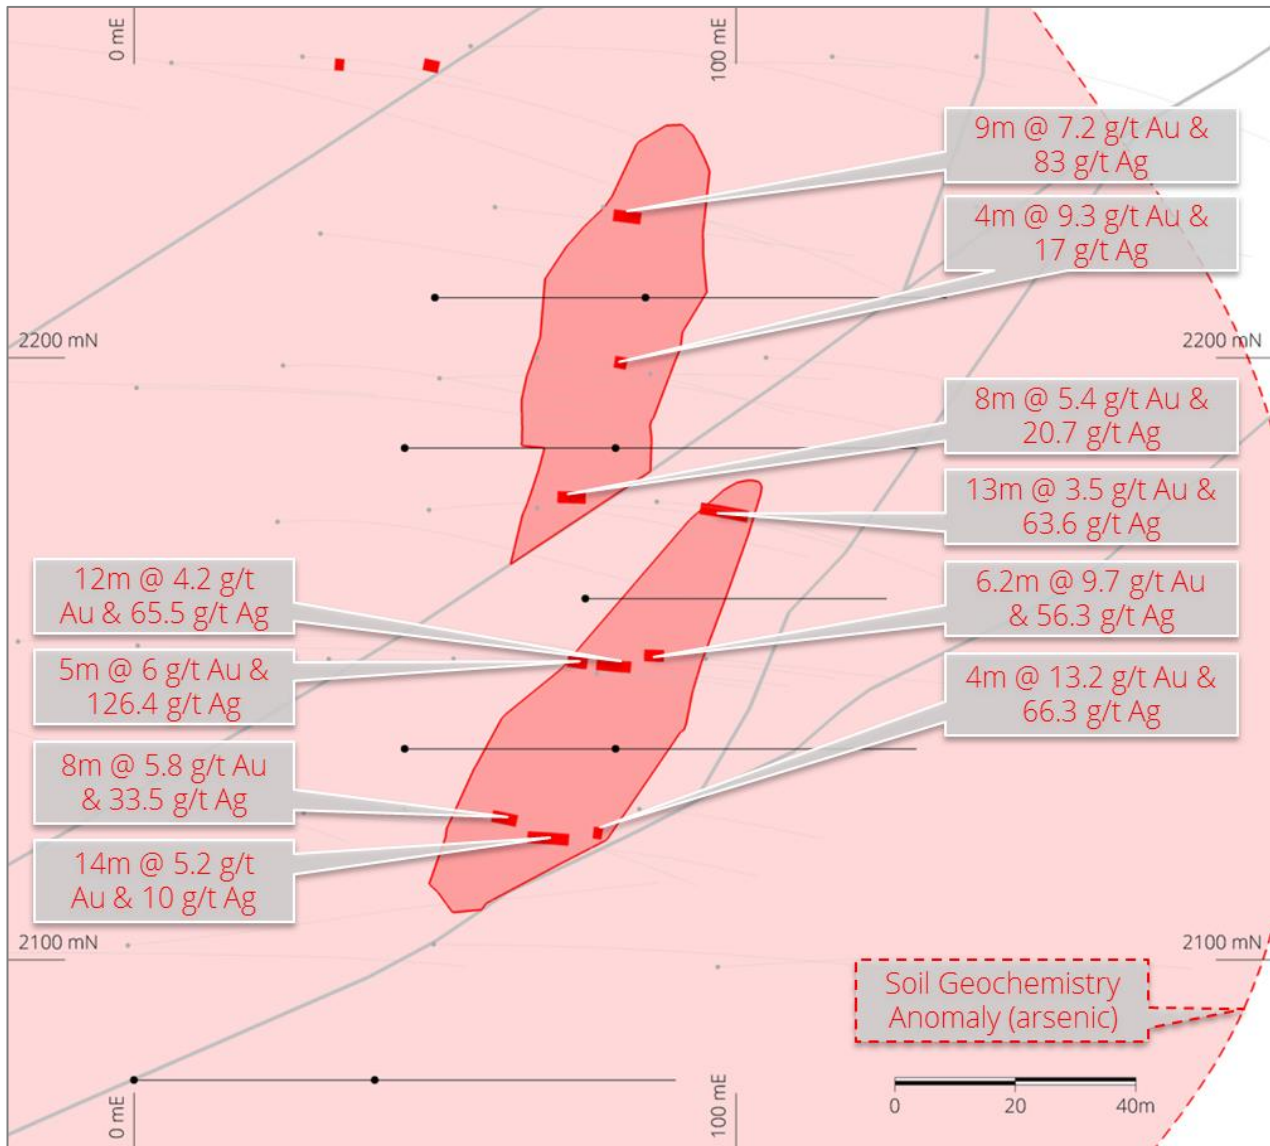 0 mE
100 mE
9m @ 7.2 g/t Au &
83 g/t Ag
4m @ 9.3 g/t Au &
17 g/t Ag
2200 mN
2200 mN
8m @ 5.4 g/t Au &
20.7 g/t Ag
13m @ 3.5 g/t Au &
63.6 g/t Ag
12m @ 4.2 g/t
Au & 65.5 g/t Ag
6.2m @ 9.7 g/t Au
& 56.3 g/t Ag
5m @ 6 g/t Au &
126.4 g/t Ag
4m @ 13.2 g/t Au &
66.3 g/t Ag
8m @ 5.8 g/t Au
& 33.5 g/t Ag
14m @ 5.2 g/t
Au & 10 g/t Ag
2100 mN
2100 mN
Soil Geochemistry
Anomaly (arsenic)
0 mE
100 mE
0 20 40m